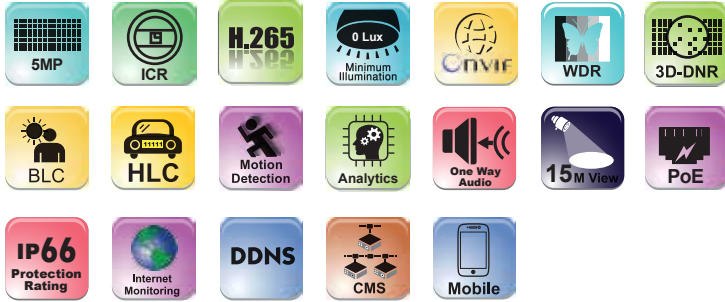 5MP
ICR
H.265
0 Lux
Minimum
Illumination
ONVIF
WDR
3D-DNR
BLC
HLC
11111
Motion
Detection
Analytics
One Way
Audio
15M View
PoE
IP66
Protection
Rating
Internet
Monitoring
DDNS
CMS
Mobile